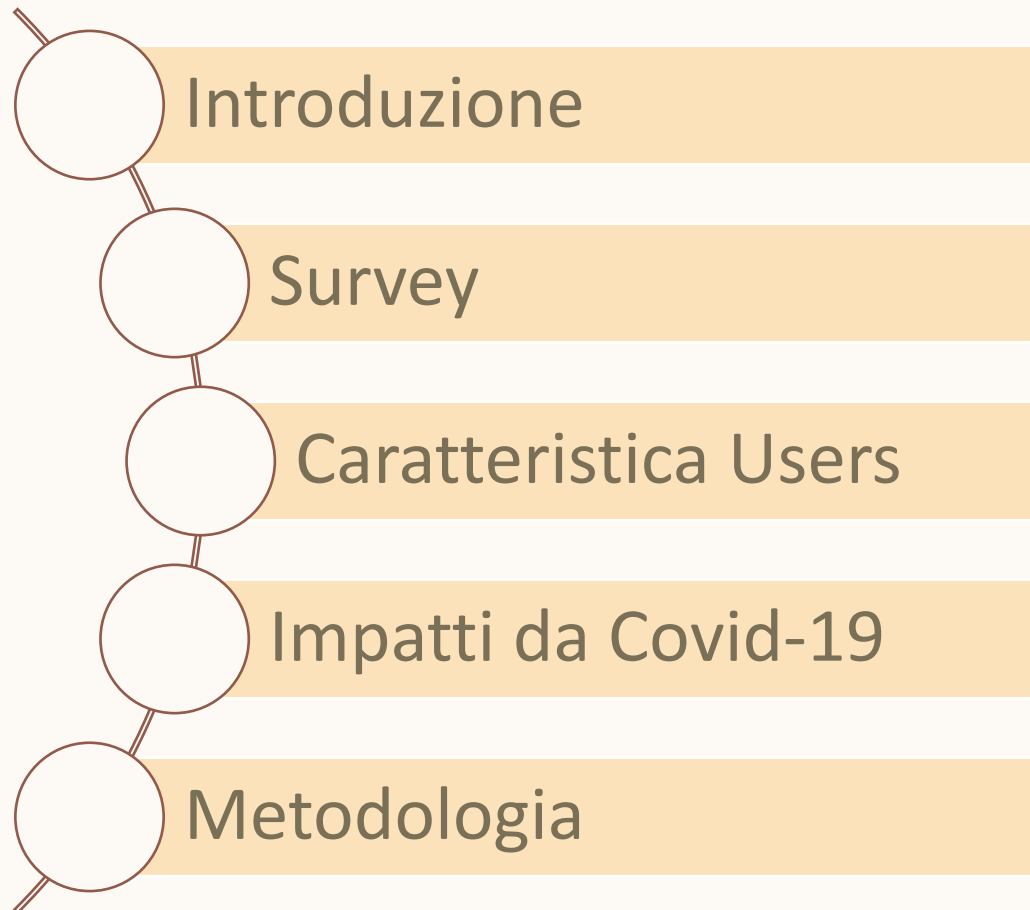 Introduzione
Survey
Caratteristica Users
Impatti da Covid-19
Metodologia